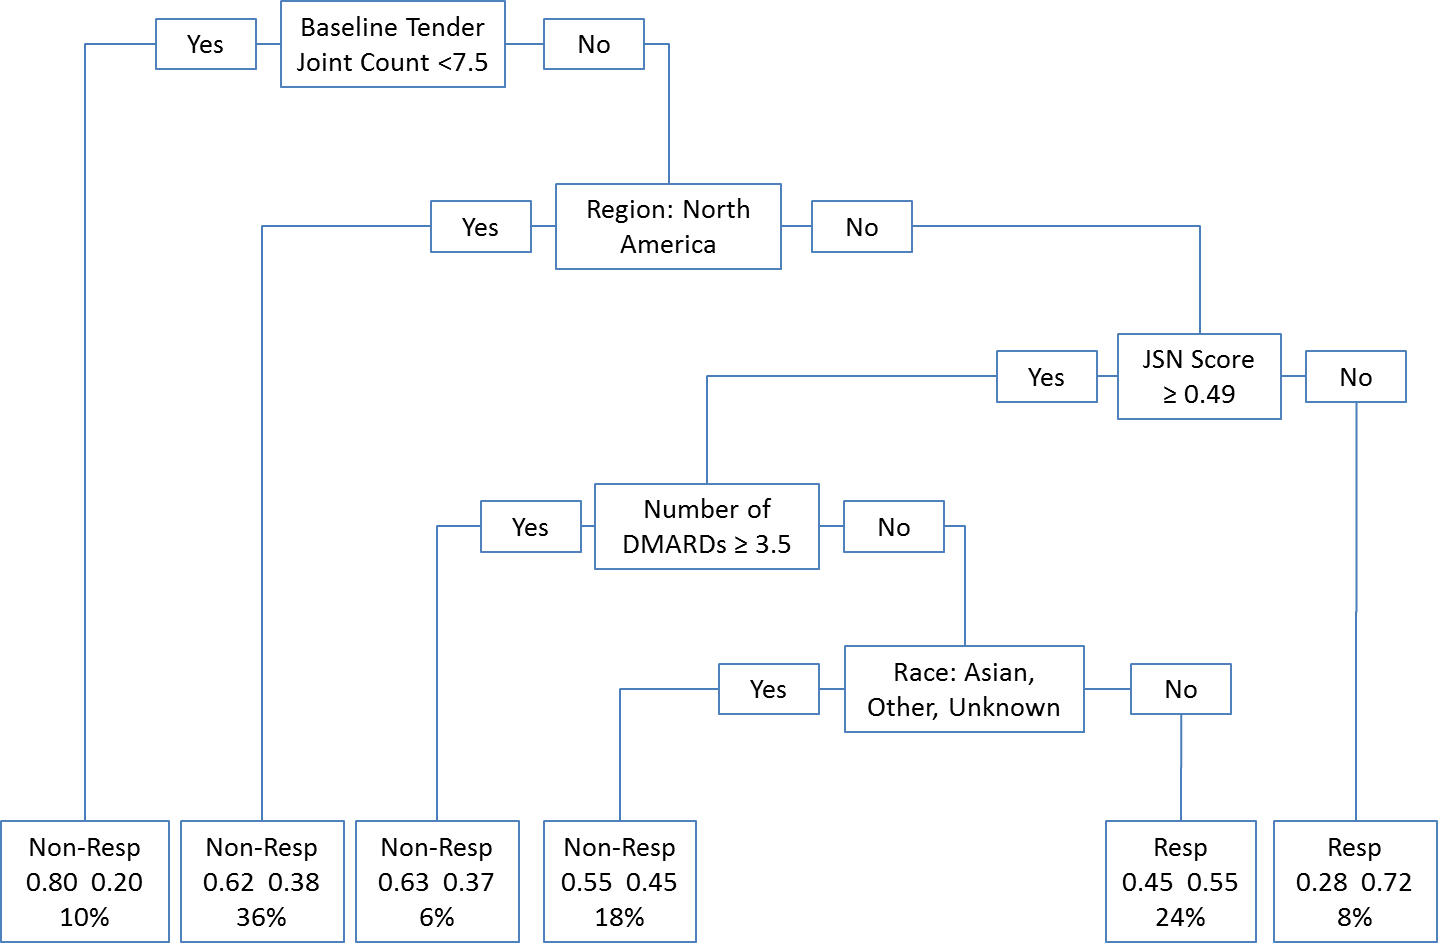 Yes
Baseline Tender
Joint Count <7.5
No
Yes
Region: North
America
No
Yes
JSN Score
≥ 0.49
No
Yes
Number of
DMARDs ≥ 3.5
No
Yes
Race: Asian,
Other, Unknown
No
Non-Resp
0.80 0.20
10%
Non-Resp
0.62 0.38
36%
Non-Resp
0.63 0.37
6%
Non-Resp
0.55 0.45
18%
Resp
0.45 0.55
24%
Resp
0.28 0.72
8%